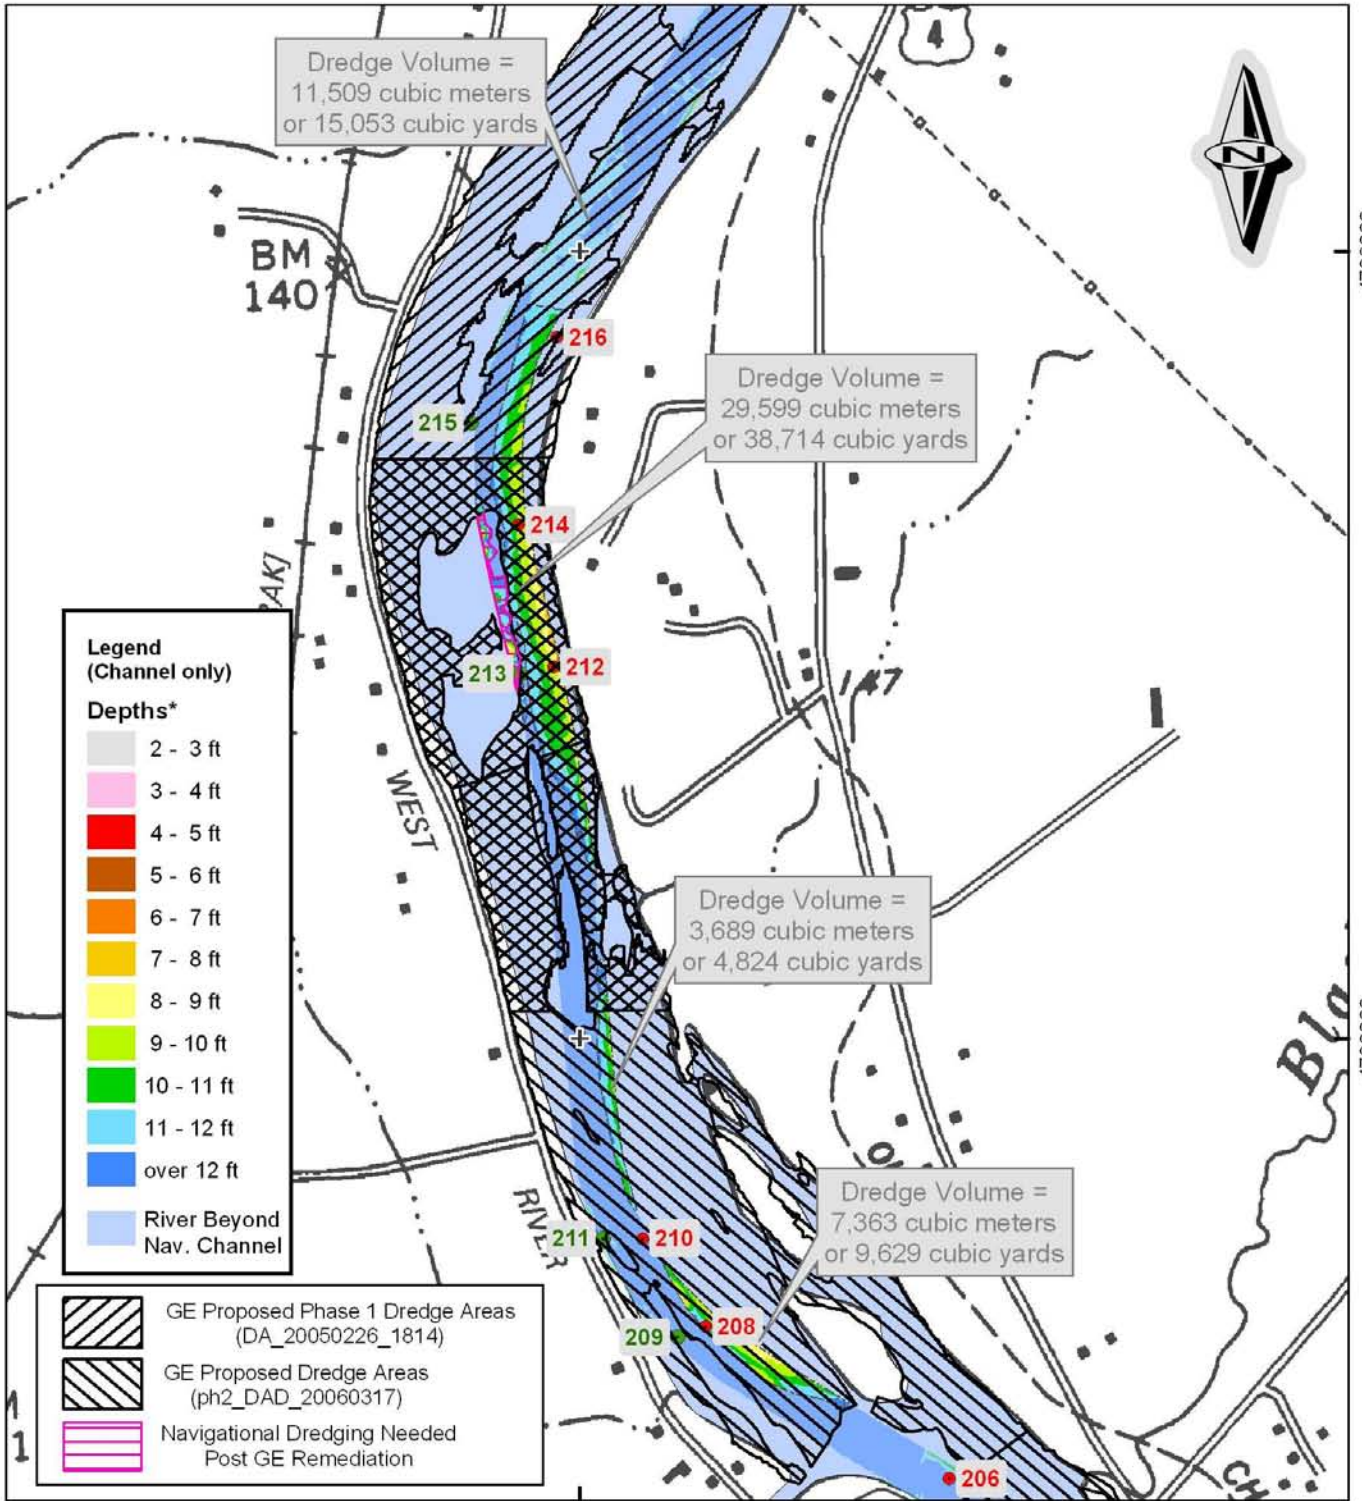 4
Dredge Volume =
11,509 cubic meters
or 15,053 cubic yards
N
BM
140
216
215
Dredge Volume =
29,599 cubic meters
or 38,714 cubic yards
214
212
213
147
WEST
Legend
(Channel only)
Depths*
2 - 3 ft
3 - 4 ft
4 - 5 ft
5 - 6 ft
6 - 7 ft
7 - 8 ft
8 - 9 ft
9 - 10 ft
10 - 11 ft
11 - 12 ft
over 12 ft
River Beyond
Nav. Channel
Dredge Volume =
3,689 cubic meters
or 4,824 cubic yards
Dredge Volume =
7,363 cubic meters
or 9,629 cubic yards
RIVER
211
210
209
208
206
GE Proposed Phase 1 Dredge Areas
(DA_20050226_1814)
GE Proposed Dredge Areas
(ph2_DAD_20060317)
Navigational Dredging Needed
Post GE Remediation
1
CH